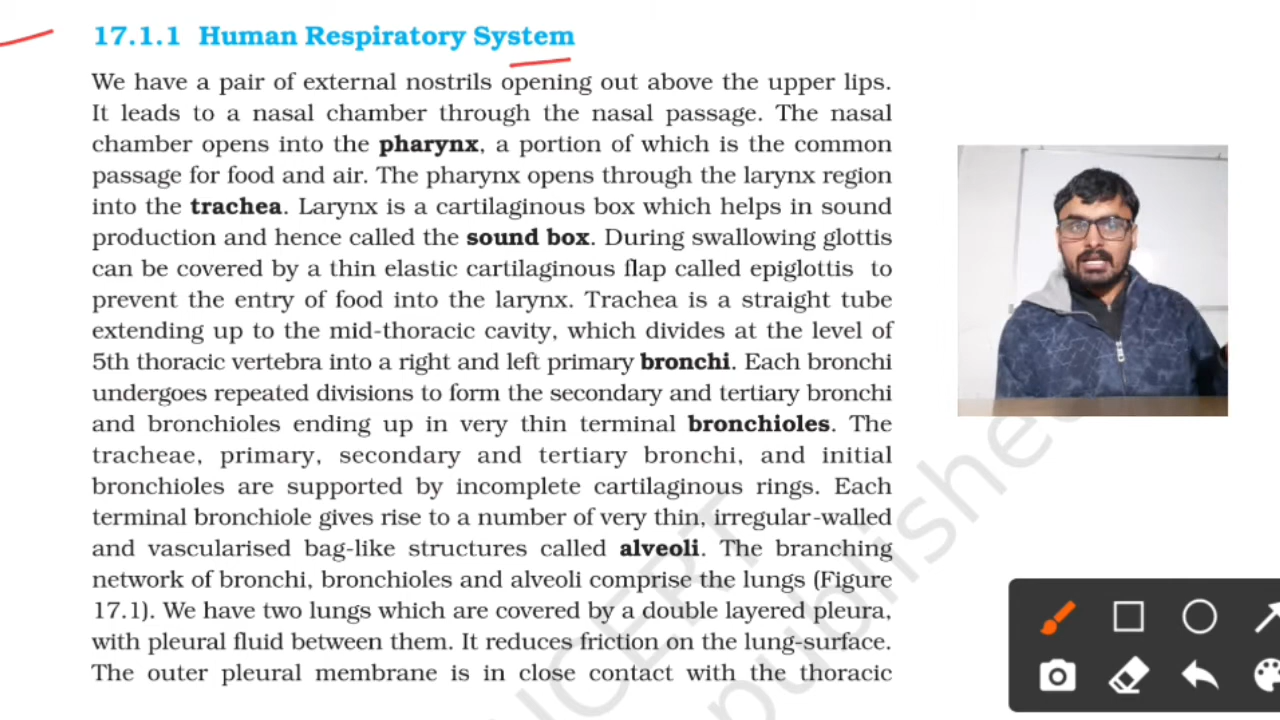 17.1.1 Human Respiratory System
We have a pair of external nostrils opening out above the upper lips.
It leads to a nasal chamber through the nasal passage. The nasal
chamber opens into the pharynx, a portion of which is the common
passage for food and air. The pharynx opens through the larynx region
into the trachea. Larynx is a cartilaginous box which helps in sound
production and hence called the sound box. During swallowing glottis
can be covered by a thin elastic cartilaginous flap called epiglottis to
prevent the entry of food into the larynx. Trachea is a straight tube
extending up to the mid-thoracic cavity, which divides at the level of
5th thoracic vertebra into a right and left primary bronchi. Each bronchi
undergoes repeated divisions to form the secondary and tertiary bronchi
and bronchioles ending up in very thin terminal bronchioles. The
tracheae, primary, secondary and tertiary bronchi, and initial
bronchioles are supported by incomplete cartilaginous rings. Each
terminal bronchiole gives rise to a number of very thin, irregular-walled
and vascularised bag-like structures called alveoli. The branching
network of bronchi, bronchioles and alveoli comprise the lungs (Figure
17.1). We have two lungs which are covered by a double layered pleura,
with pleural fluid between them. It reduces friction on the lung-surface.
The outer pleural membrane is in close contact with the thoracic
NCERT
published